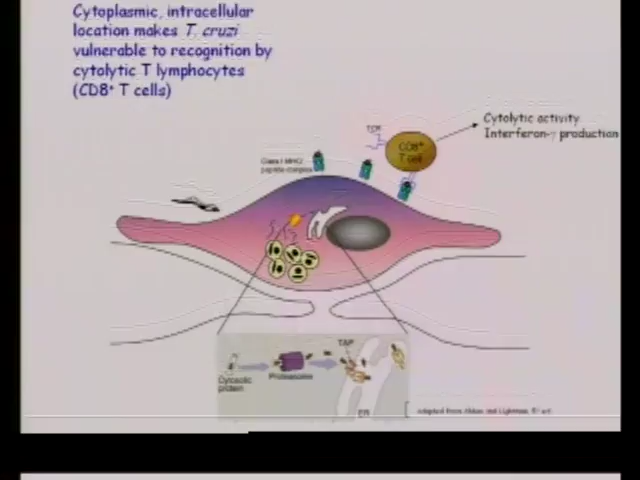 Cytoplasmic, intracellular
location makes T. cruzi
vulnerable to recognition by
cytolytic T lymphocytes
(CD8⁺ T cells)
Cytolytic activity
Interferon-γ production
TCR
CD8⁺
T cell
Class I MHC/
peptide complex
TAP
Cytosolic
protein
Proteasome
ER
adapted from Abbas and Lichtman,